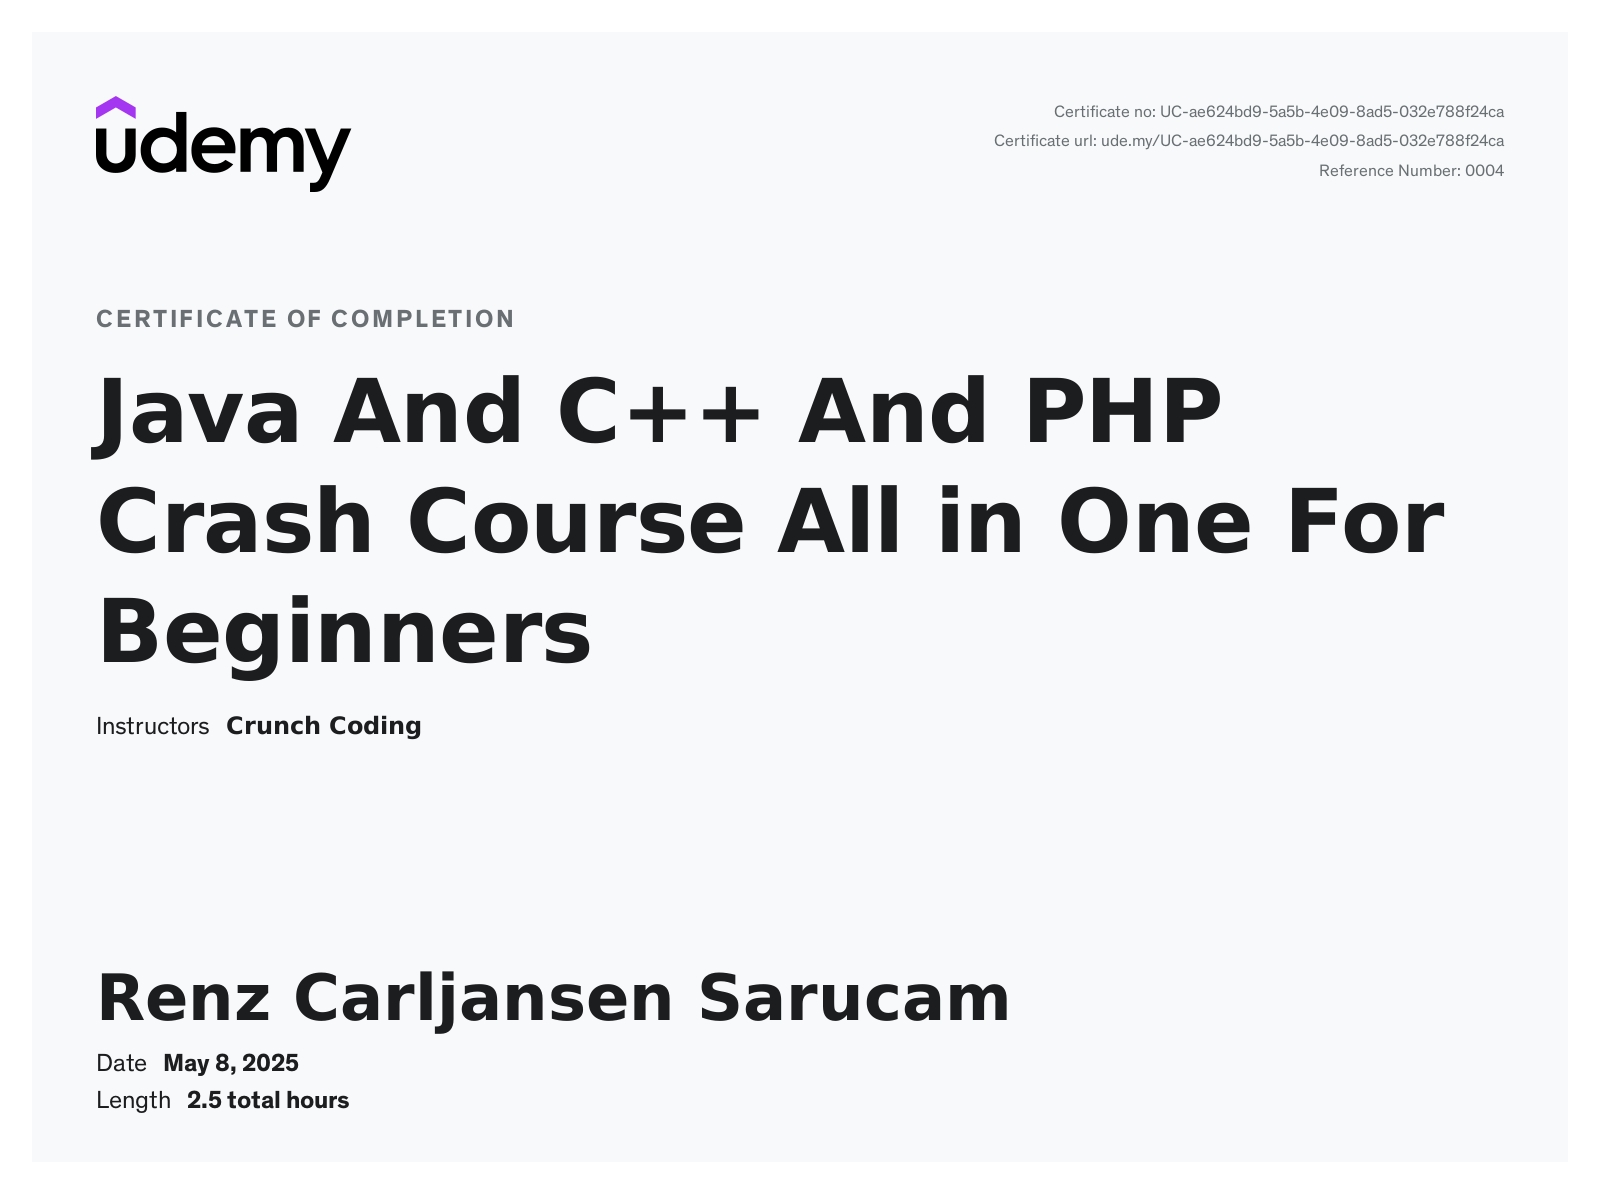 udemy
Certificate no: UC-ae624bd9-5a5b-4e09-8ad5-032e788f24ca
Certificate url: ude.my/UC-ae624bd9-5a5b-4e09-8ad5-032e788f24ca
Reference Number: 0004
CERTIFICATE OF COMPLETION
Java And C++ And PHP
Crash Course All in One For
Beginners
Instructors Crunch Coding
Renz Carljansen Sarucam
Date May 8, 2025
Length 2.5 total hours